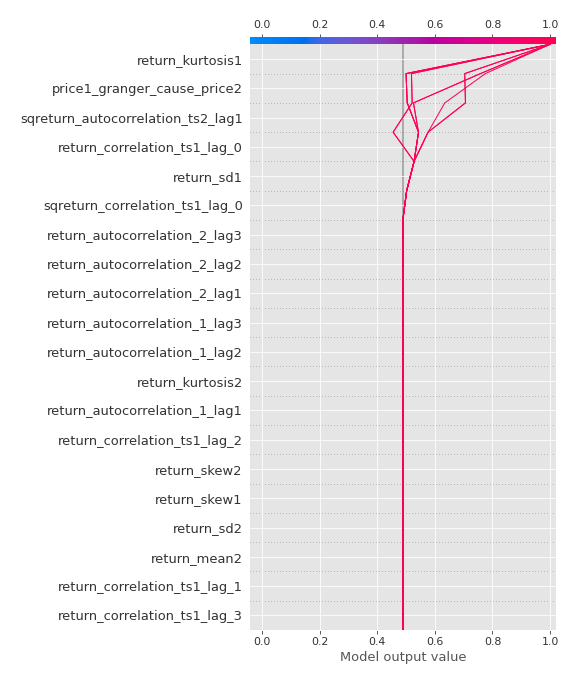 0.0 0.2 0.4 0.6 0.8 1.0
return_kurtosis1
price1_granger_cause_price2
sqreturn_autocorrelation_ts2_lag1
return_correlation_ts1_lag_0
return_sd1
sqreturn_correlation_ts1_lag_0
return_autocorrelation_2_lag3
return_autocorrelation_2_lag2
return_autocorrelation_2_lag1
return_autocorrelation_1_lag3
return_autocorrelation_1_lag2
return_kurtosis2
return_autocorrelation_1_lag1
return_correlation_ts1_lag_2
return_skew2
return_skew1
return_sd2
return_mean2
return_correlation_ts1_lag_1
return_correlation_ts1_lag_3
0.0 0.2 0.4 0.6 0.8 1.0
Model output value